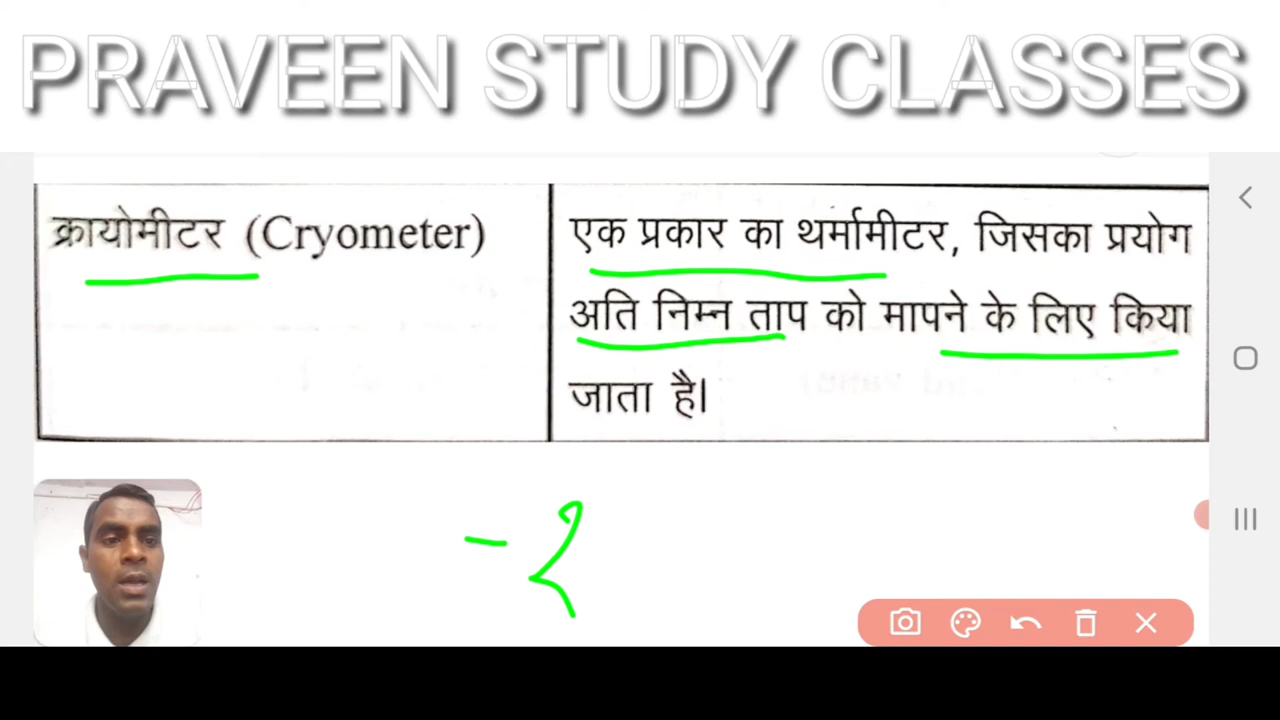 PRAVEEN STUDY CLASSES
क्रायोमीटर (Cryometer)
एक प्रकार का थर्मामीटर, जिसका प्रयोग
अति निम्न ताप को मापने के लिए किया
जाता है।